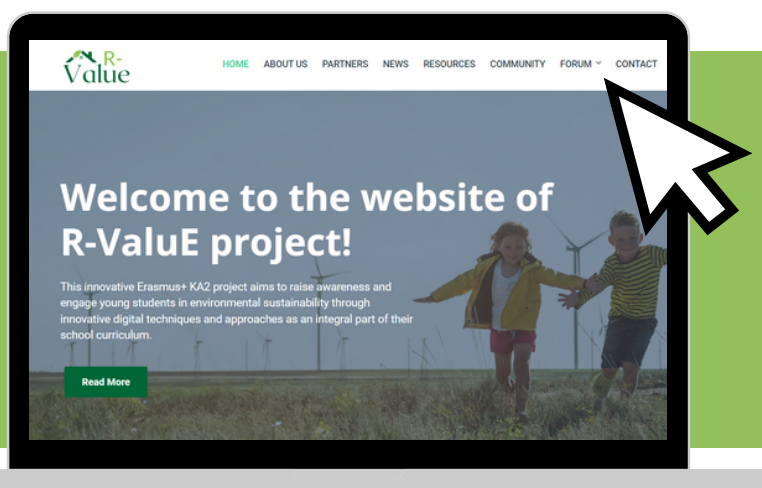 R-
Value
HOME ABOUT US PARTNERS NEWS RESOURCES COMMUNITY FORUM CONTACT
Welcome to the website of
R-ValuE project!
This innovative Erasmus+ KA2 project aims to raise awareness and
engage young students in environmental sustainability through
innovative digital techniques and approaches as an integral part of their
school curriculum.
Read More